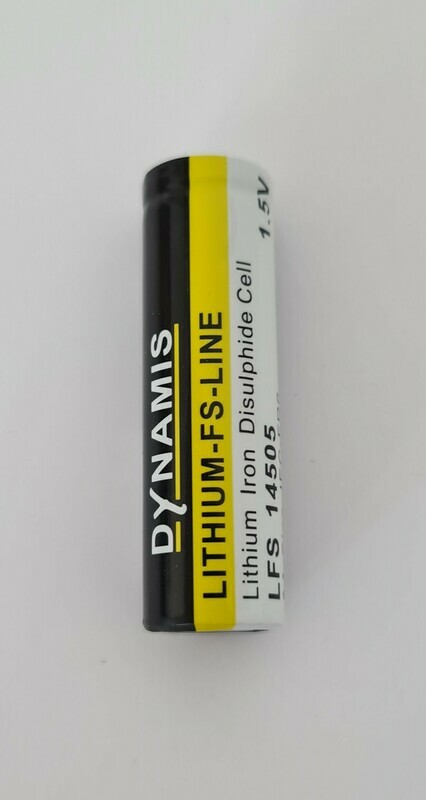 DYNAMIS
LITHIUM-FS-LINE
Lithium Iron Disulphide Cell
LFS 14505 1.5V